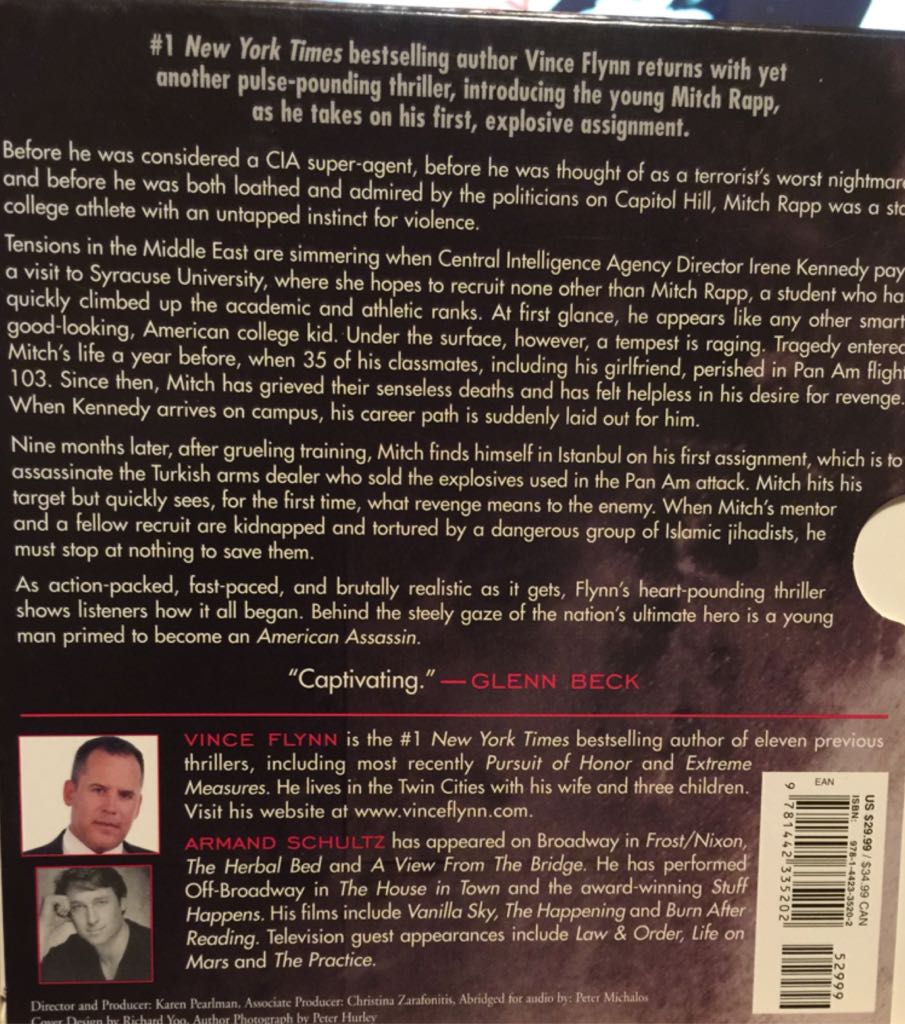 #1 New York Times bestselling author Vince Flynn returns with yet
another pulse-pounding thriller, introducing the young Mitch Rapp,
as he takes on his first, explosive assignment.
Before he was considered a CIA super-agent, before he was thought of as a terrorist's worst nightmare
and before he was both loathed and admired by the politicians on Capitol Hill, Mitch Rapp was a
college athlete with an untapped instinct for violence.
Tensions in the Middle East are simmering when Central Intelligence Agency Director Irene Kennedy pay
a visit to Syracuse University, where she hopes to recruit none other than Mitch Rapp, a student who ha
quickly climbed up the academic and athletic ranks. At first glance, he appears like any other smart
good-looking, American college kid. Under the surface, however, a tempest is raging. Tragedy entered
Mitch's life a year before, when 35 of his classmates, including his girlfriend, perished in Pan Am flight
103. Since then, Mitch has grieved their senseless deaths and has felt helpless in his desire for revenge.
When Kennedy arrives on campus, his career path is suddenly laid out for him.
Nine months later, after grueling training, Mitch finds himself in Istanbul on his first assignment, which is to
assassinate the Turkish arms dealer who sold the explosives used in the Pan Am attack. Mitch hits his
target but quickly sees, for the first time, what revenge means to the enemy. When Mitch's mentor
and a fellow recruit are kidnapped and tortured by a dangerous group of Islamic jihadists, he
must stop at nothing to save them.
As action-packed, fast-paced, and brutally realistic as it gets, Flynn's heart-pounding thriller
shows listeners how it all began. Behind the steely gaze of the nation's ultimate hero is a young
man primed to become an American Assassin.
"Captivating." — GLENN BECK
VINCE FLYNN is the #1 New York Times bestselling author of eleven previous
thrillers, including most recently Pursuit of Honor and Extreme
Measures. He lives in the Twin Cities with his wife and three children.
Visit his website at www.vinceflynn.com.
ARMAND SCHULTZ has appeared on Broadway in Frost/Nixon,
The Herbal Bed and A View From The Bridge. He has performed
Off-Broadway in The House in Town and the award-winning Stuff
Happens. His films include Vanilla Sky, The Happening and Burn After
Reading. Television guest appearances include Law & Order, Life on
Mars and The Practice.
EAN
US $29.99 / $34.99 CAN
ISBN: 978-1-4423-3520-2
9 781442 335202
52999
Director and Producer: Karen Pearlman, Associate Producer: Christina Zarafonitis, Abridged for audio by: Peter Michalos
Cover Design by Richard Yoo, Author Photograph by Peter Hurley